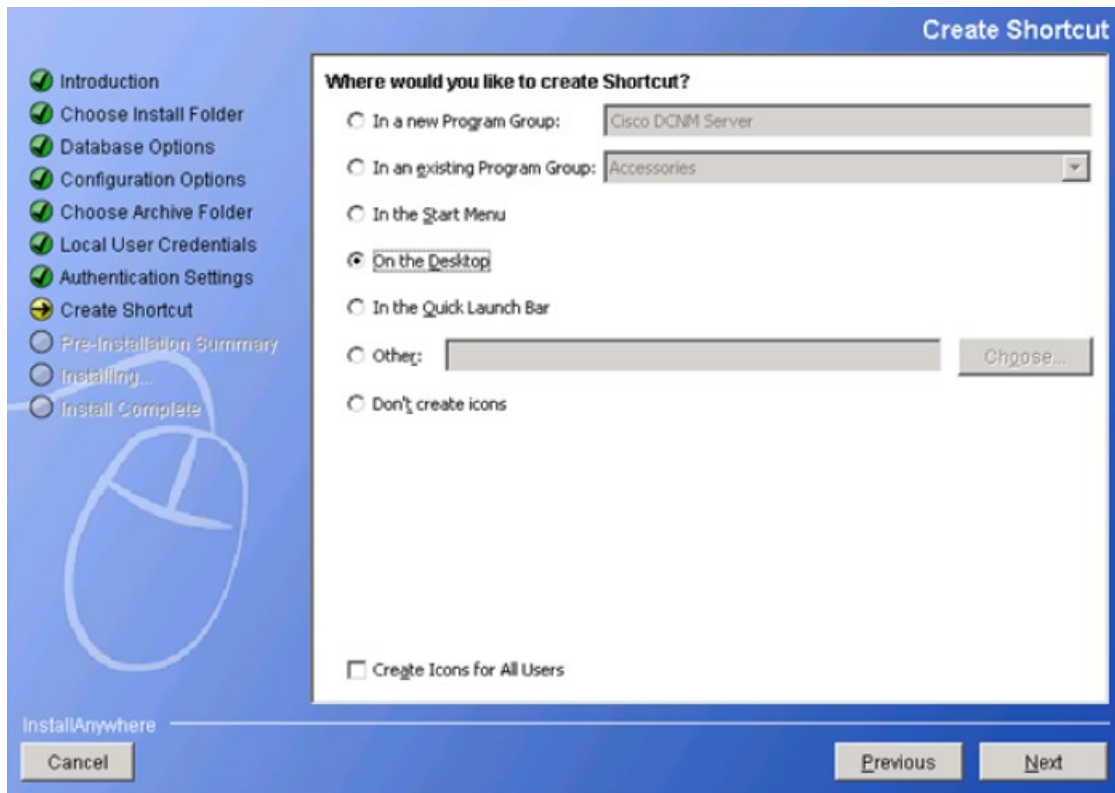 Create Shortcut
Introduction
Choose Install Folder
Database Options
Configuration Options
Choose Archive Folder
Local User Credentials
Authentication Settings
Create Shortcut
Pre-Installation Summary
Installing...
Install Complete
Where would you like to create Shortcut?
In a new Program Group: Cisco DCNM Server
In an existing Program Group: Accessories
In the Start Menu
On the Desktop
In the Quick Launch Bar
Other: Choose...
Don't create icons
Create Icons for All Users
InstallAnywhere
Cancel Previous Next